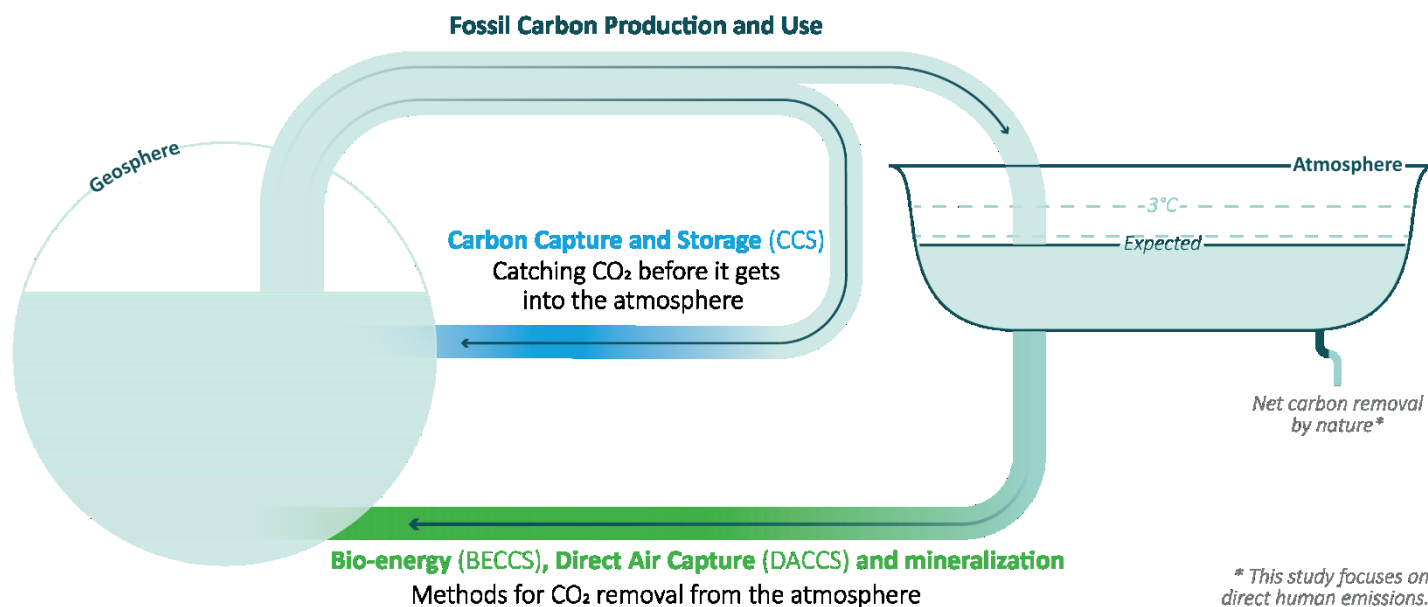 Fossil Carbon Production and Use
Geosphere
Atmosphere
3°C
Expected
Carbon Capture and Storage (CCS)
Catching CO₂ before it gets
into the atmosphere
Net carbon removal
by nature*
Bio-energy (BECCS), Direct Air Capture (DACCS) and mineralization
Methods for CO₂ removal from the atmosphere
* This study focuses on
direct human emissions.